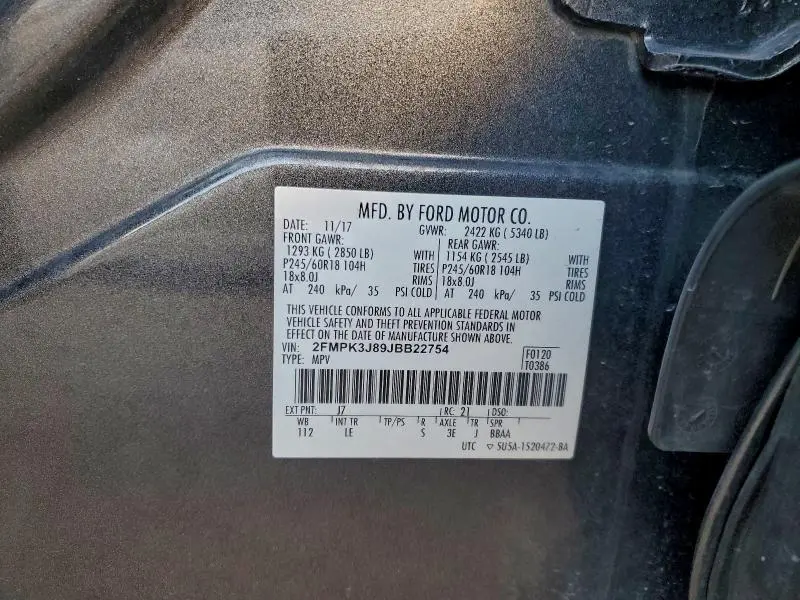 MFD. BY FORD MOTOR CO.
DATE: 11/17 GVWR: 2422 KG ( 5340 LB)
FRONT GAWR: REAR GAWR:
1293 KG ( 2850 LB) WITH 1154 KG ( 2545 LB) WITH
P245/60R18 104H TIRES P245/60R18 104H TIRES
18x8.0J RIMS 18x8.0J RIMS
AT 240 kPa/ 35 PSI COLD AT 240 kPa/ 35 PSI COLD
THIS VEHICLE CONFORMS TO ALL APPLICABLE FEDERAL MOTOR
VEHICLE SAFETY AND THEFT PREVENTION STANDARDS IN
EFFECT ON THE DATE OF MANUFACTURE SHOWN ABOVE.
VIN: 2FMPK3J89JBB22754 F0120
TYPE: MPV T0386
EXT PNT: J7 RC: 21 DSO:
WB INT TR TP/PS R AXLE TR SPR
112 LE S 3E J BBAA
UTC ▽ 5U5A-1520472-BA